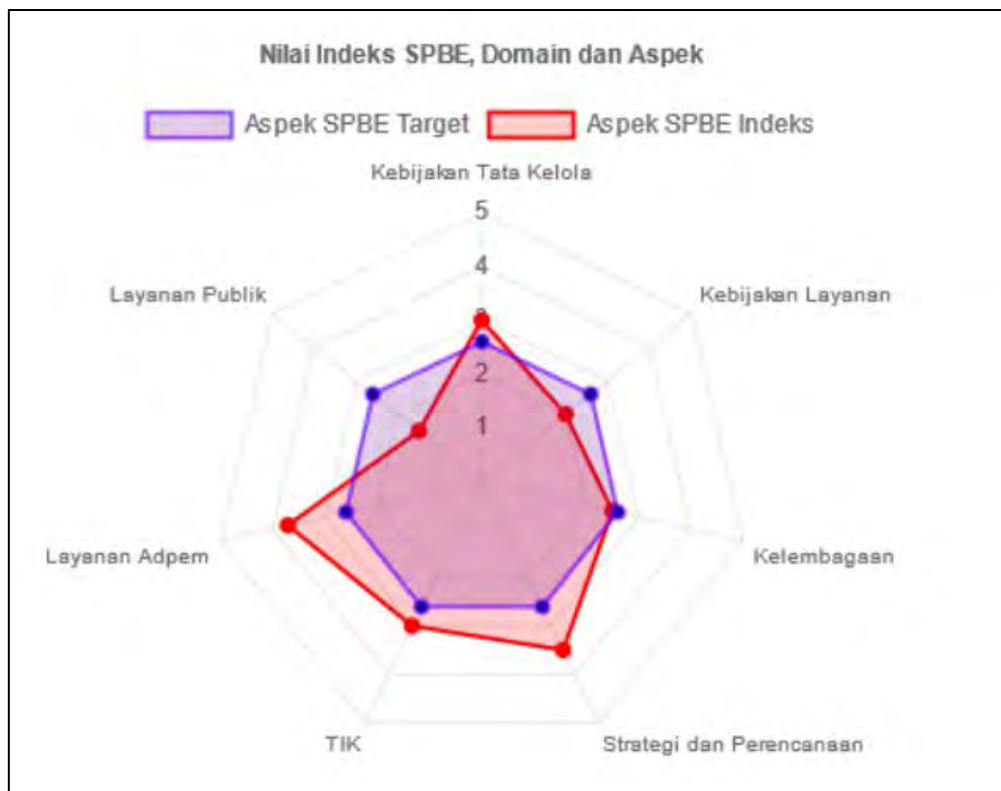 Nilai Indeks SPBE, Domain dan Aspek
Aspek SPBE Target Aspek SPBE Indeks
Kebijakan Tata Kelola
5
4
Layanan Publik Kebijakan Layanan
3
2
1
Layanan Adpem Kelembagaan
TIK Strategi dan Perencanaan